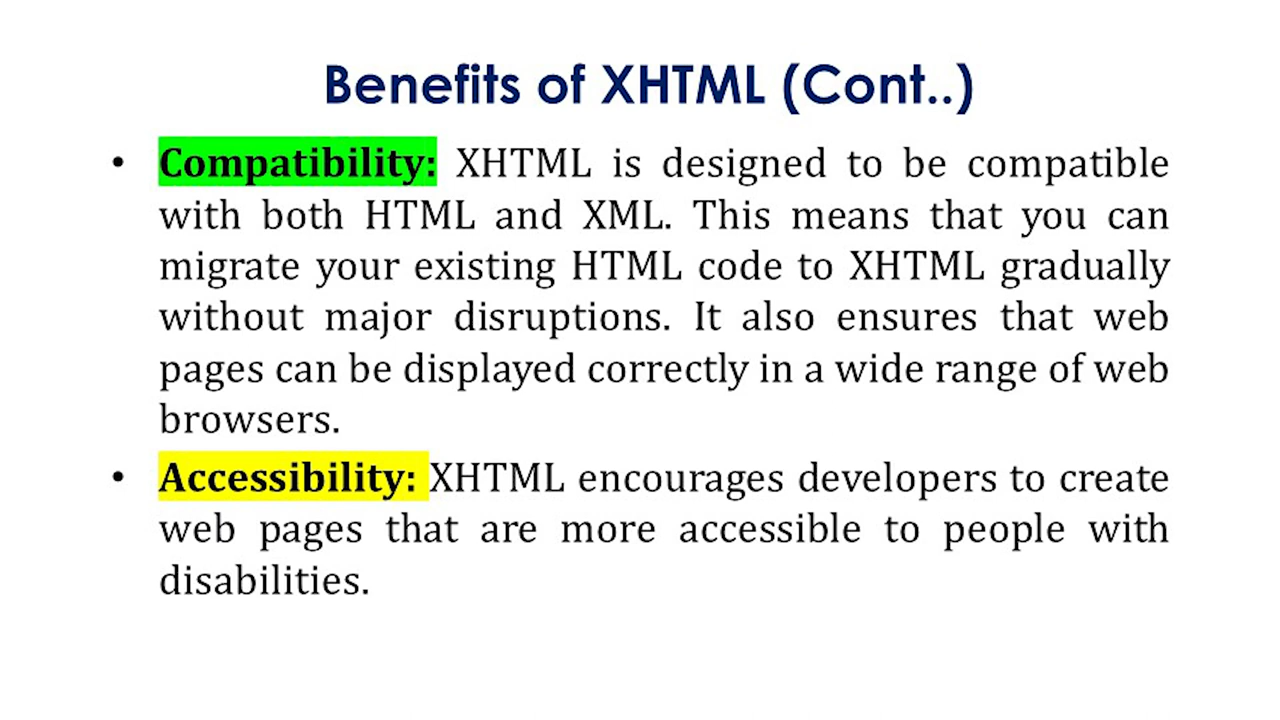 Benefits of XHTML (Cont..)
• Compatibility: XHTML is designed to be compatible
with both HTML and XML. This means that you can
migrate your existing HTML code to XHTML gradually
without major disruptions. It also ensures that web
pages can be displayed correctly in a wide range of web
browsers.
• Accessibility: XHTML encourages developers to create
web pages that are more accessible to people with
disabilities.